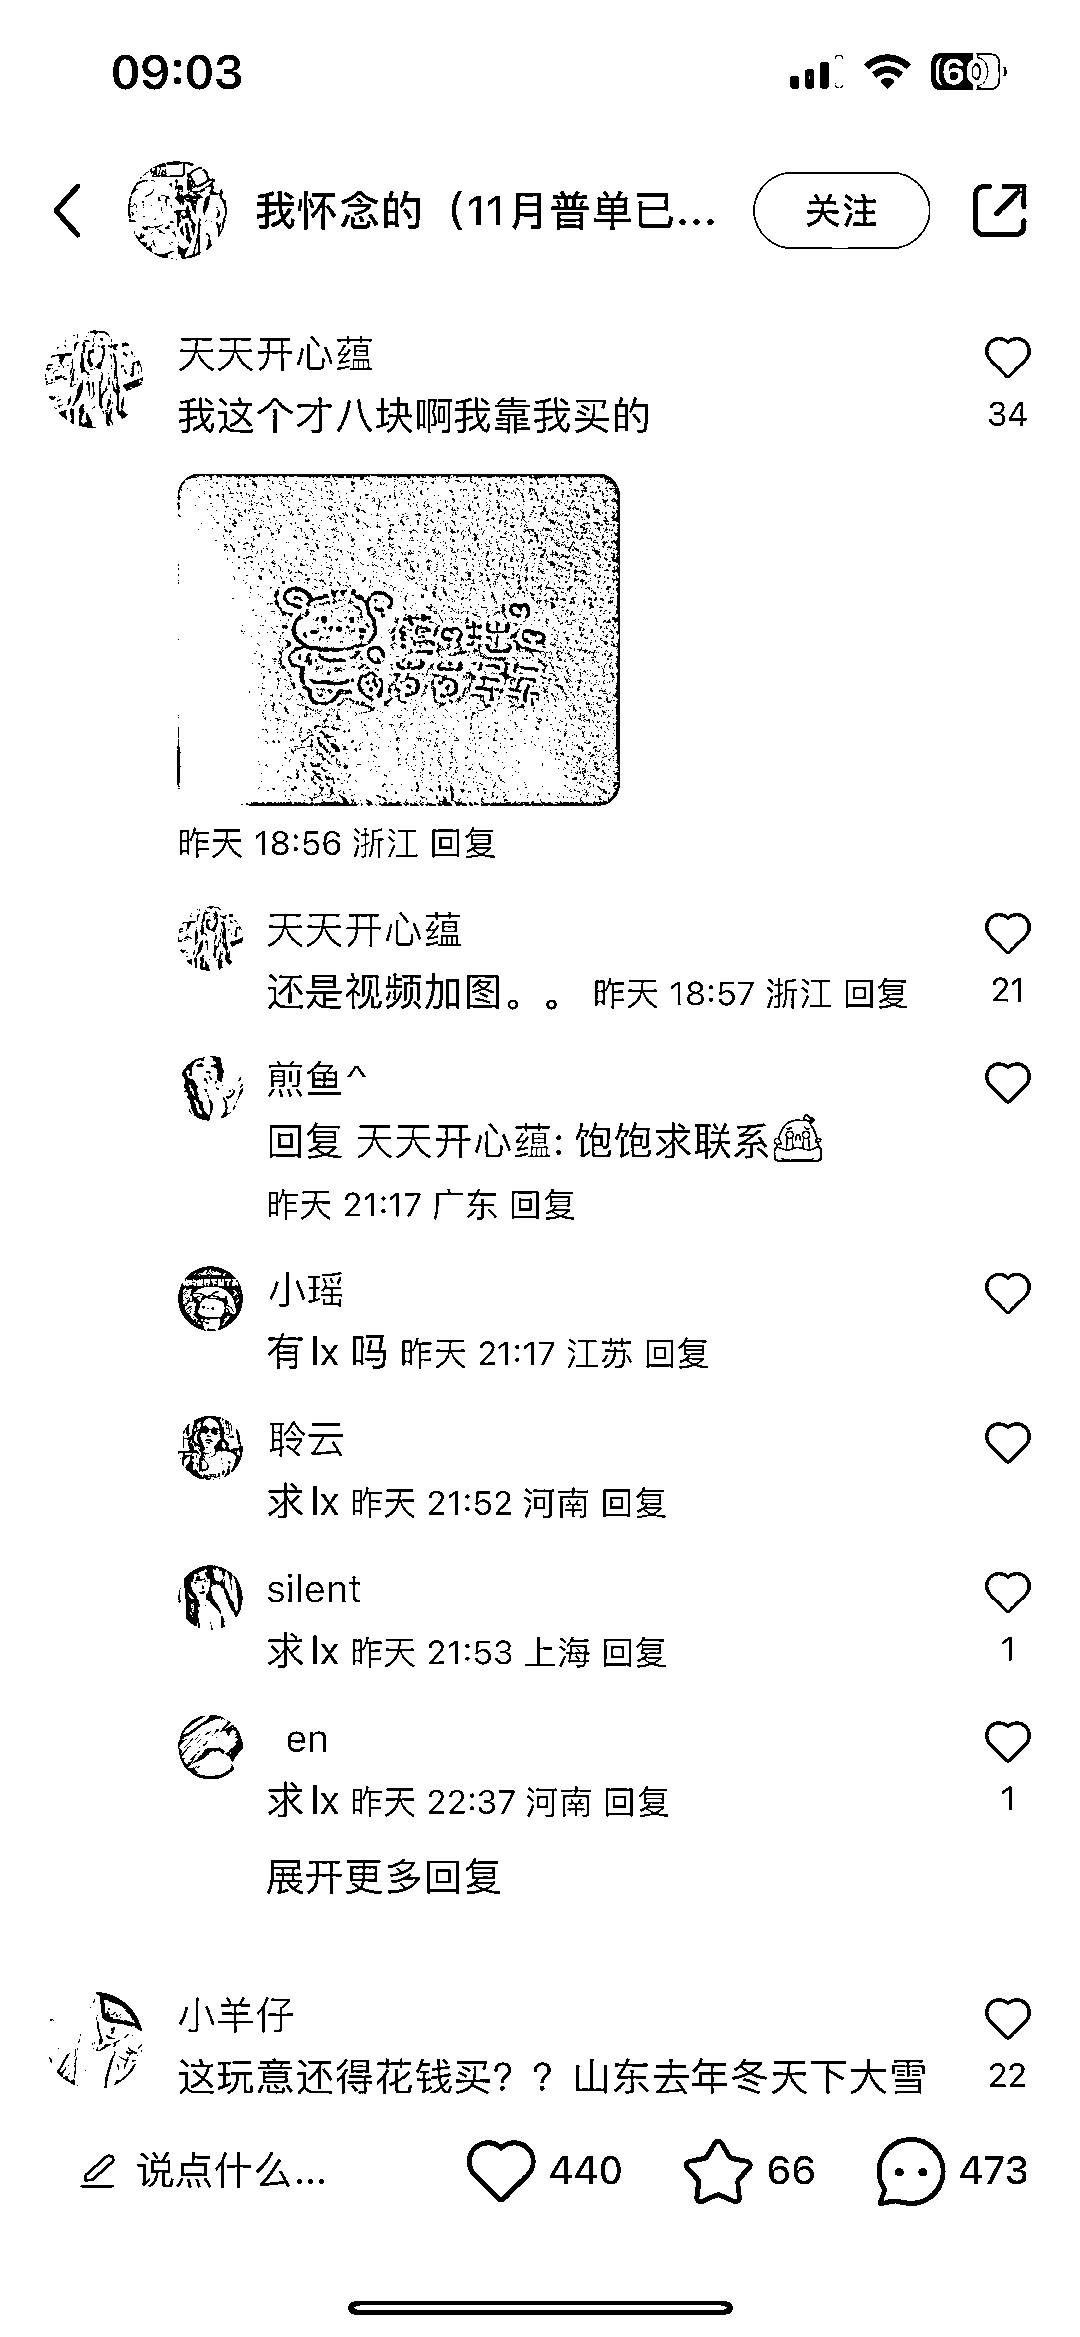 09:03
60
我怀念的（11月普单已...
关注
天天开心蕴
我这个才八块啊我靠我买的
34
昨天 18:56 浙江 回复
天天开心蕴
还是视频加图。。 昨天 18:57 浙江 回复
21
煎鱼^
回复 天天开心蕴: 饱饱求联系
昨天 21:17 广东 回复
小瑶
有lx 吗 昨天 21:17 江苏 回复
聆云
求lx 昨天 21:52 河南 回复
silent
求lx 昨天 21:53 上海 回复
1
en
求lx 昨天 22:37 河南 回复
1
展开更多回复
小羊仔
这玩意还得花钱买？？山东去年冬天下大雪
22
说点什么...
440
66
473